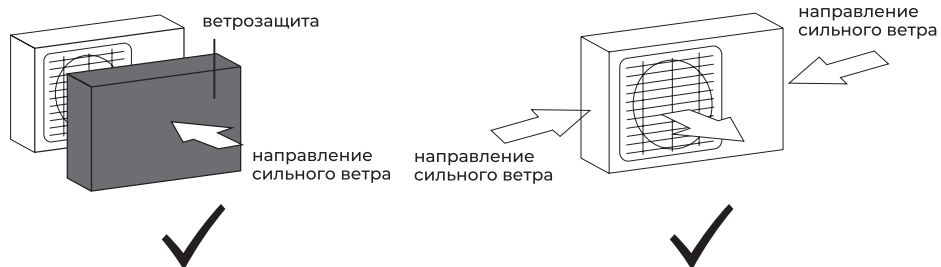 ветрозащита
направление
сильного ветра
направление
сильного ветра
направление
сильного ветра